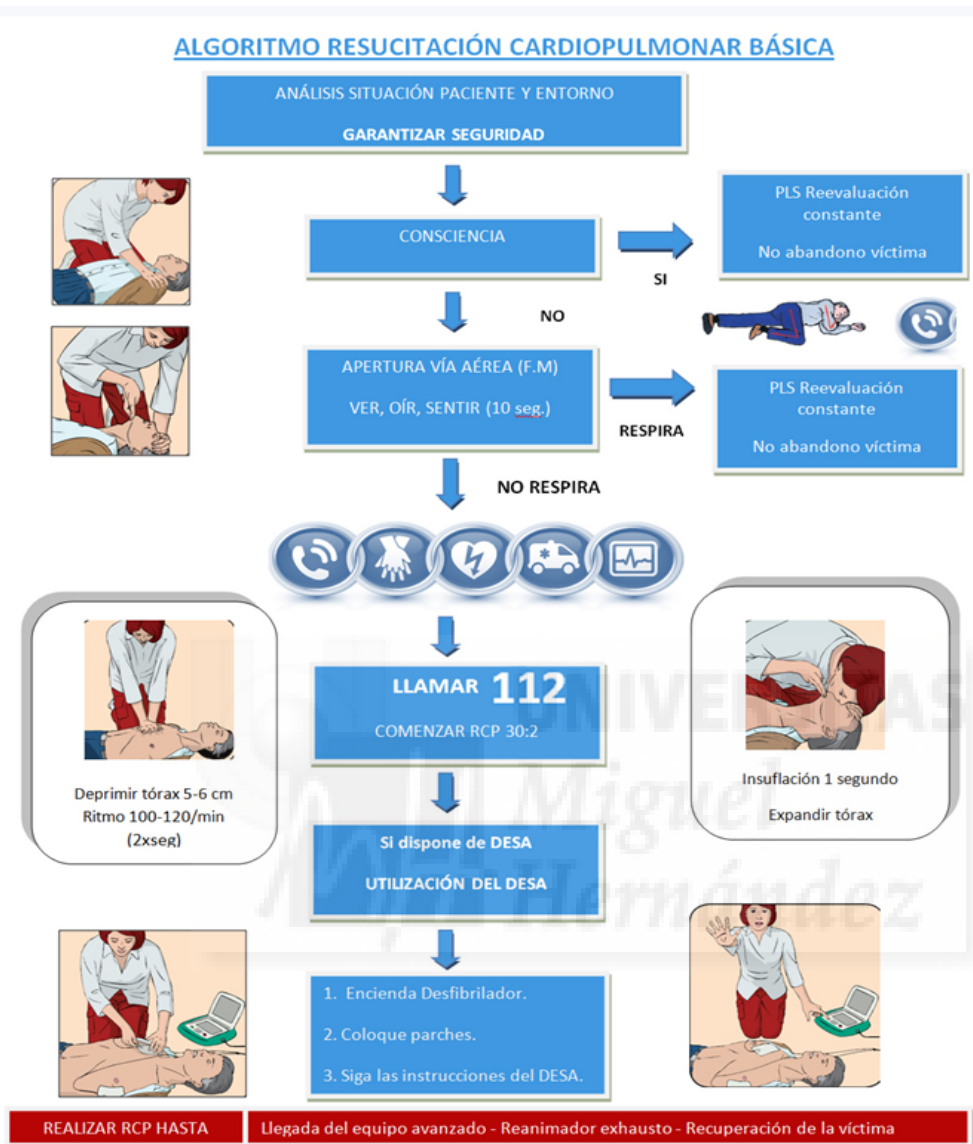 ALGORITMO RESUCITACIÓN CARDIOPULMONAR BÁSICA
ANÁLISIS SITUACIÓN PACIENTE Y ENTORNO
GARANTIZAR SEGURIDAD
CONSCIENCIA
SI
PLS Reevaluación
constante
No abandono víctima
NO
APERTURA VÍA AÉREA (F.M)
VER, OÍR, SENTIR (10 seg.)
RESPIRA
PLS Reevaluación
constante
No abandono víctima
NO RESPIRA
LLAMAR 112
COMENZAR RCP 30:2
Deprimir tórax 5-6 cm
Ritmo 100-120/min
(2xseg)
Insuflación 1 segundo
Expandir tórax
UNIVERSITAS
Miguel
Hernández
Si dispone de DESA
UTILIZACIÓN DEL DESA
1. Encienda Desfibrilador.
2. Coloque parches.
3. Siga las instrucciones del DESA.
REALIZAR RCP HASTA
Llegada del equipo avanzado - Reanimador exhausto - Recuperación de la víctima